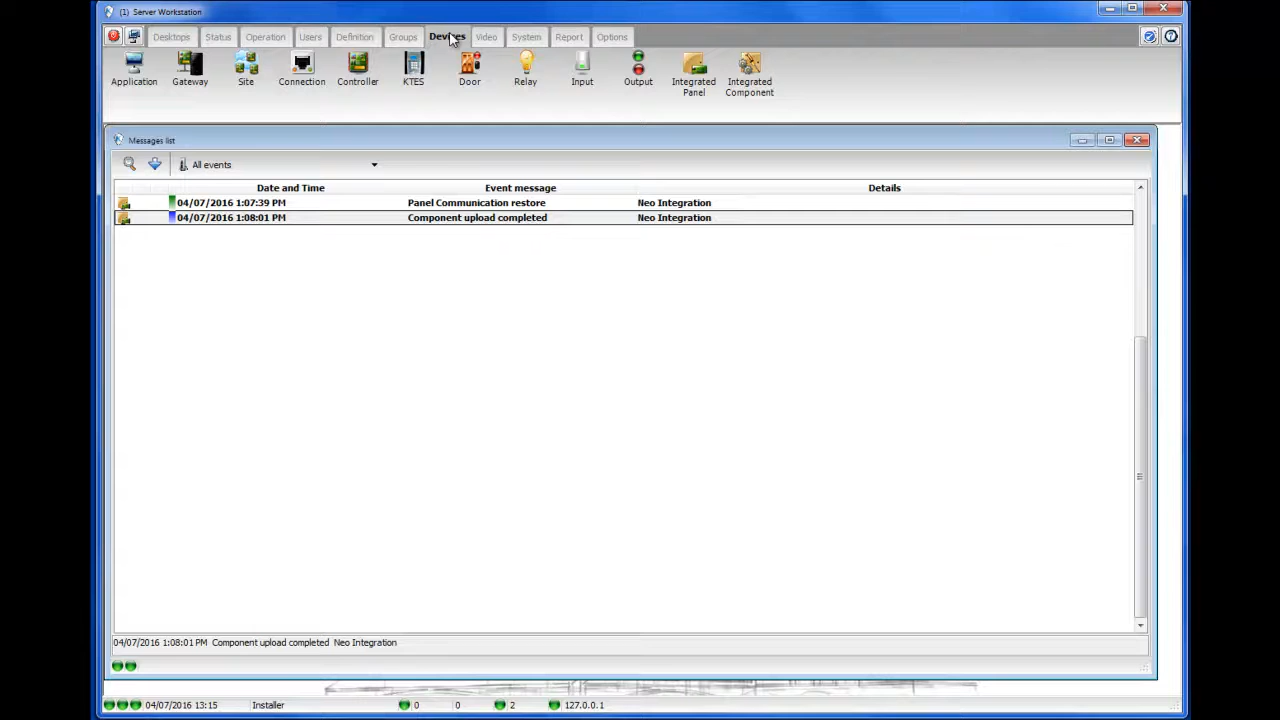 (1) Server Workstation
Desktops Status Operation Users Definition Groups Devices Video System Report Options
Application Gateway Site Connection Controller KTES Door Relay Input Output Integrated Panel Integrated Component
Messages list
All events
Date and Time Event message Details
04/07/2016 1:07:39 PM Panel Communication restore Neo Integration
04/07/2016 1:08:01 PM Component upload completed Neo Integration
04/07/2016 1:08:01 PM Component upload completed Neo Integration
04/07/2016 13:15 Installer 0 0 2 127.0.0.1